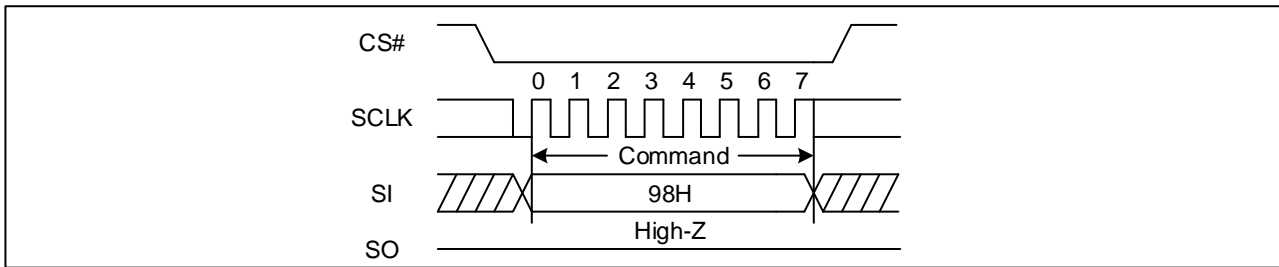 CS#
0 1 2 3 4 5 6 7
SCLK
Command
SI
98H
High-Z
SO